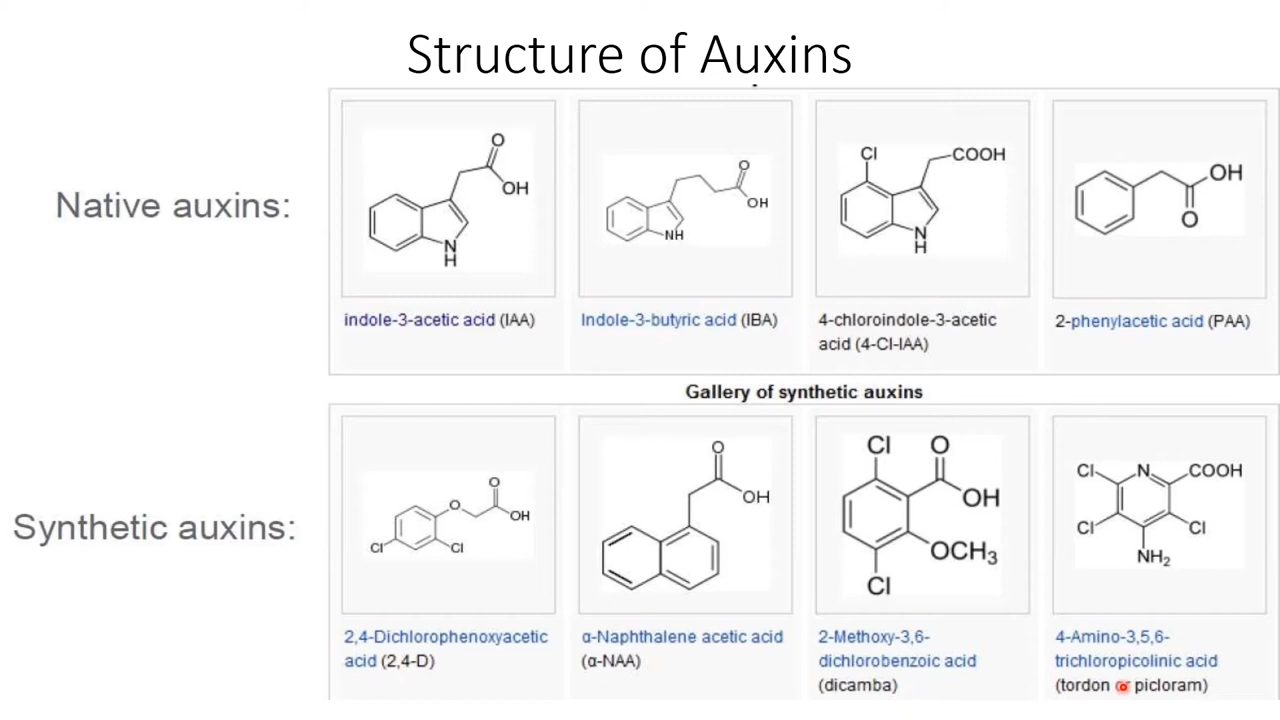 Structure of Auxins
Native auxins:
O
OH
N
H
O
OH
NH
Cl
COOH
N
H
OH
O
indole-3-acetic acid (IAA)
Indole-3-butyric acid (IBA)
4-chloroindole-3-acetic
acid (4-Cl-IAA)
2-phenylacetic acid (PAA)
Gallery of synthetic auxins
Synthetic auxins:
O
O
OH
Cl
Cl
O
OH
Cl
O
OH
OCH3
Cl
Cl
N
COOH
Cl
Cl
NH2
2,4-Dichlorophenoxyacetic
acid (2,4-D)
α-Naphthalene acetic acid
(α-NAA)
2-Methoxy-3,6-
dichlorobenzoic acid
(dicamba)
4-Amino-3,5,6-
trichloropicolinic acid
(tordon or picloram)